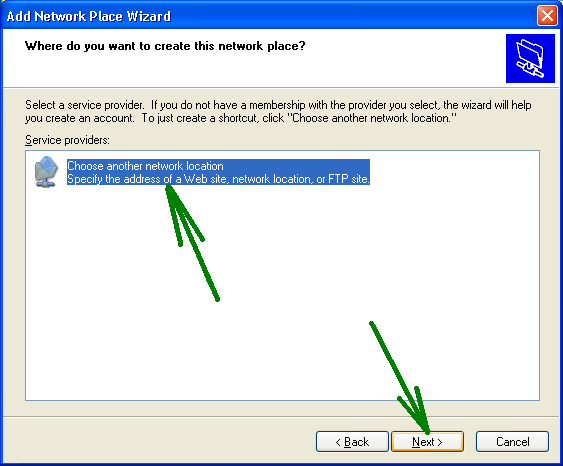 Add Network Place Wizard
Where do you want to create this network place?
Select a service provider. If you do not have a membership with the provider you select, the wizard will help
you create an account. To just create a shortcut, click "Choose another network location."
Service providers:
Choose another network location
Specify the address of a Web site, network location, or FTP site.
< Back
Next >
Cancel